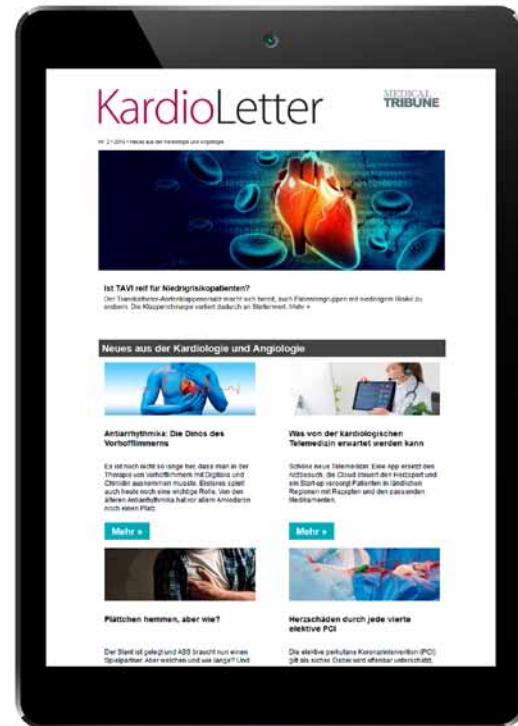 KardioLetter
MEDICAL
TRIBUNE
Neues aus der Kardiologie und Angiologie
Ist TAVI reif für Niedrigrisikopatienten?
Der Transkatheter-Aortenklappenersatz macht sich bereit, auch Patientengruppen mit niedrigem Risiko zu
erobern. Die Klappenchirurgie verliert dadurch an Stellenwert. Mehr »
Neues aus der Kardiologie und Angiologie
Antiarrhythmika: Die Dinos des
Vorhofflimmerns
Es ist noch nicht so lange her, dass man in der
Therapie von Vorhofflimmern mit Digitalis und
Chinidin auskommen musste. Ersteres spielt
auch heute noch eine wichtige Rolle. Von den
älteren Antiarrhythmika hat vor allem Amiodaron
noch einen Platz.
Mehr »
Was von der kardiologischen
Telemedizin erwartet werden kann
Schöne neue Telemedizin: Eine App ersetzt den
Arztbesuch, die Cloud steuert den Herzsport und
ein Start-up versorgt Patienten in ländlichen
Regionen mit Rezepten und den passenden
Medikamenten.
Mehr »
Plättchen hemmen, aber wie?
Der Stent ist gelegt und ASS braucht nun einen
Spielpartner. Aber welchen und wie lange? Und
Herzschäden durch jede vierte
elektive PCI
Die elektive perkutane Koronarintervention (PCI)
gilt als sicher. Dabei wird offenbar unterschätzt,